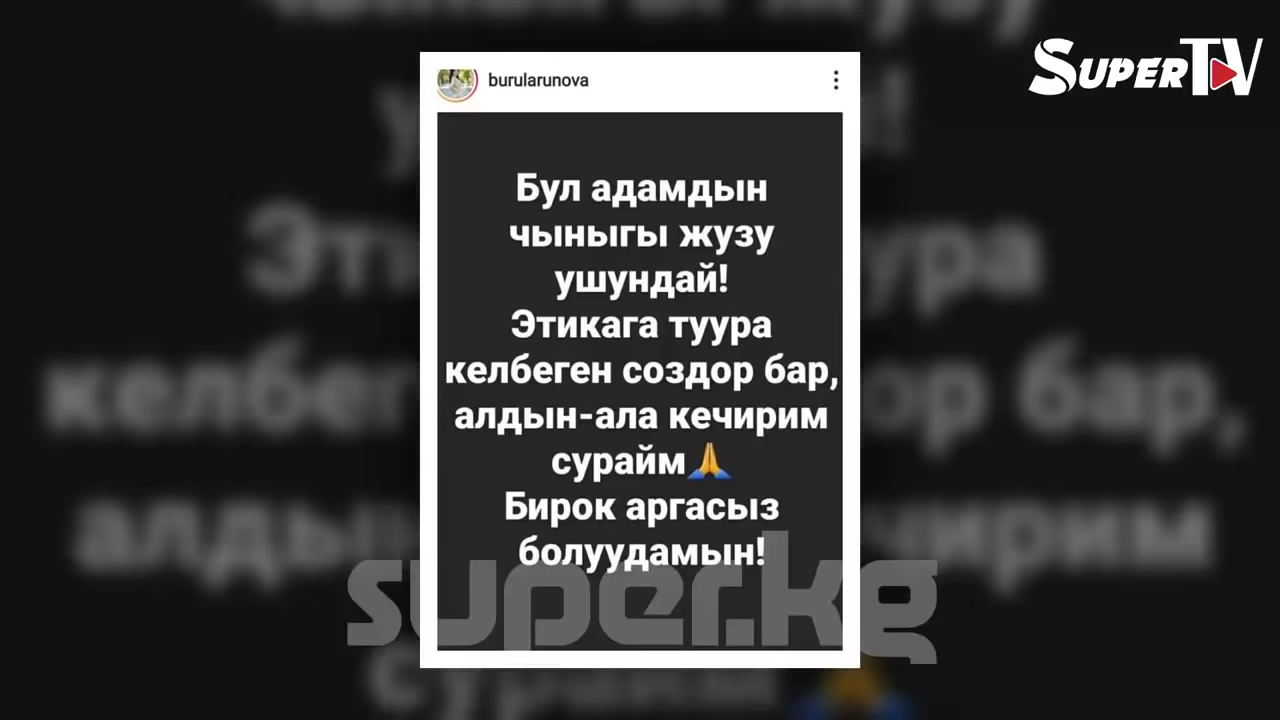 SUPERTV
burularunova
Бул адамдын
чыныгы жузу
ушундай!
Этикага туура
келбеген создор бар,
алдын-ала кечирим
сурайм🙏
Бирок аргасыз
болуудамын!
super.kg